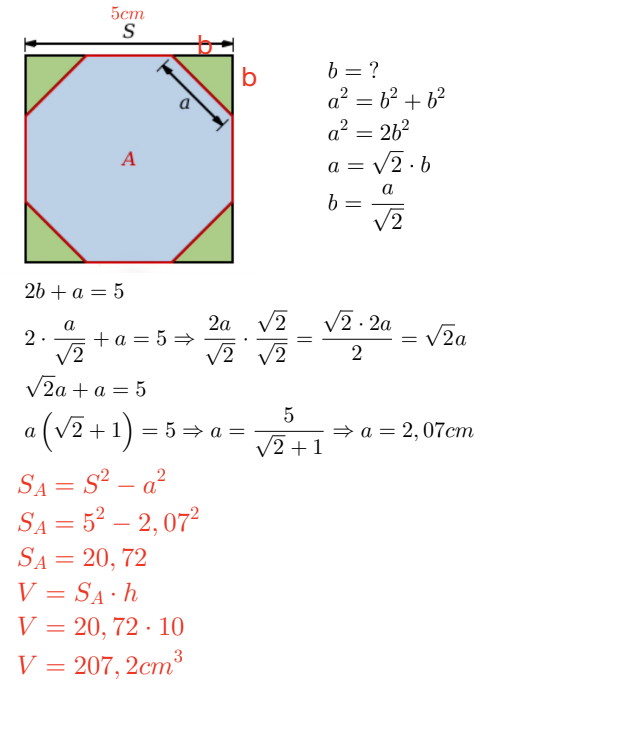 5cm
S
b
b
a
A
b = ?
a² = b² + b²
a² = 2b²
a = √2 · b
b = a/√2
2b + a = 5
2 · a/√2 + a = 5 ⇒ 2a/√2 · √2/√2 = √2 · 2a/2 = √2a
√2a + a = 5
a(√2 + 1) = 5 ⇒ a = 5/(√2 + 1) ⇒ a = 2,07cm
S_A = S² − a²
S_A = 5² − 2,07²
S_A = 20,72
V = S_A · h
V = 20,72 · 10
V = 207,2cm³